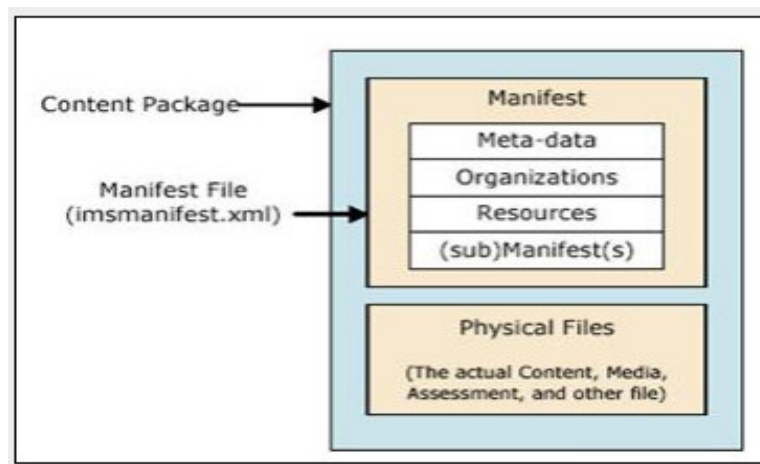 Content Package
Manifest File
(imsmanifest.xml)
Manifest
Meta-data
Organizations
Resources
(sub)Manifest(s)
Physical Files
(The actual Content, Media,
Assessment, and other file)